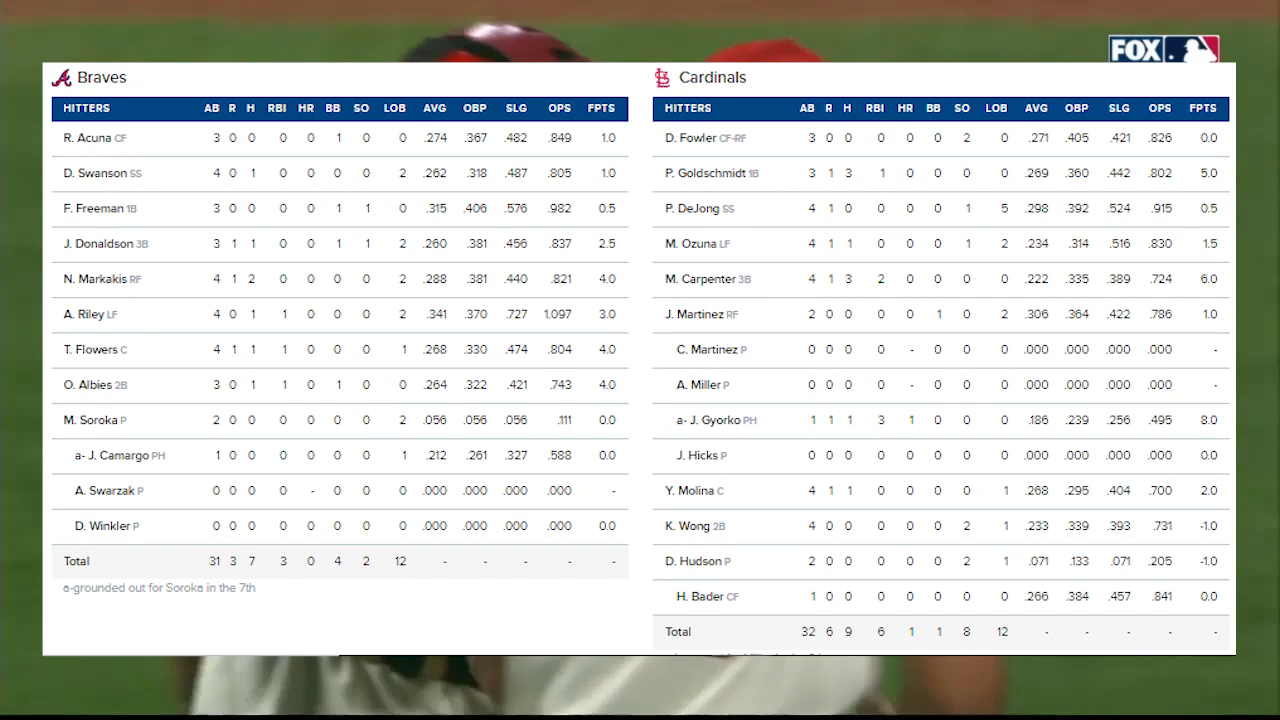 FOX
Braves
HITTERS AB R H RBI HR BB SO LOB AVG OBP SLG OPS FPTS
R. Acuna CF 3 0 0 0 0 1 0 0 .274 .367 .482 .849 1.0
D. Swanson SS 4 0 1 0 0 0 0 2 .262 .318 .487 .805 1.0
F. Freeman 1B 3 0 0 0 0 1 1 0 .315 .406 .576 .982 0.5
J. Donaldson 3B 3 1 1 0 0 1 1 2 .260 .381 .456 .837 2.5
N. Markakis RF 4 1 2 0 0 0 0 2 .288 .381 .440 .821 4.0
A. Riley LF 4 0 1 1 0 0 0 2 .341 .370 .727 1.097 3.0
T. Flowers C 4 1 1 1 0 0 0 1 .268 .330 .474 .804 4.0
O. Albies 2B 3 0 1 1 0 1 0 0 .264 .322 .421 .743 4.0
M. Soroka P 2 0 0 0 0 0 0 2 .056 .056 .056 .111 0.0
a- J. Camargo PH 1 0 0 0 0 0 0 1 .212 .261 .327 .588 0.0
A. Swarzak P 0 0 0 0 - 0 0 0 .000 .000 .000 .000 -
D. Winkler P 0 0 0 0 0 0 0 0 .000 .000 .000 .000 0.0
Total 31 3 7 3 0 4 2 12 - - - - -
a-grounded out for Soroka in the 7th
Cardinals
HITTERS AB R H RBI HR BB SO LOB AVG OBP SLG OPS FPTS
D. Fowler CF-RF 3 0 0 0 0 0 2 0 .271 .405 .421 .826 0.0
P. Goldschmidt 1B 3 1 3 1 0 0 0 0 .269 .360 .442 .802 5.0
P. DeJong SS 4 1 0 0 0 0 1 5 .298 .392 .524 .915 0.5
M. Ozuna LF 4 1 1 0 0 0 1 2 .234 .314 .516 .830 1.5
M. Carpenter 3B 4 1 3 2 0 0 0 0 .222 .335 .389 .724 6.0
J. Martinez RF 2 0 0 0 0 1 0 2 .306 .364 .422 .786 1.0
C. Martinez P 0 0 0 0 - 0 0 0 .000 .000 .000 .000 -
A. Miller P 0 0 0 0 - 0 0 0 .000 .000 .000 .000 -
a- J. Gyorko PH 1 1 1 3 1 0 0 0 .186 .239 .256 .495 8.0
J. Hicks P 0 0 0 0 0 0 0 0 .000 .000 .000 .000 0.0
Y. Molina C 4 1 1 0 0 0 0 1 .268 .295 .404 .700 2.0
K. Wong 2B 4 0 0 0 0 0 2 1 .233 .339 .393 .731 -1.0
D. Hudson P 2 0 0 0 0 0 2 1 .071 .133 .071 .205 -1.0
H. Bader CF 1 0 0 0 0 0 0 0 .266 .384 .457 .841 0.0
Total 32 6 9 6 1 1 8 12 - - - - -